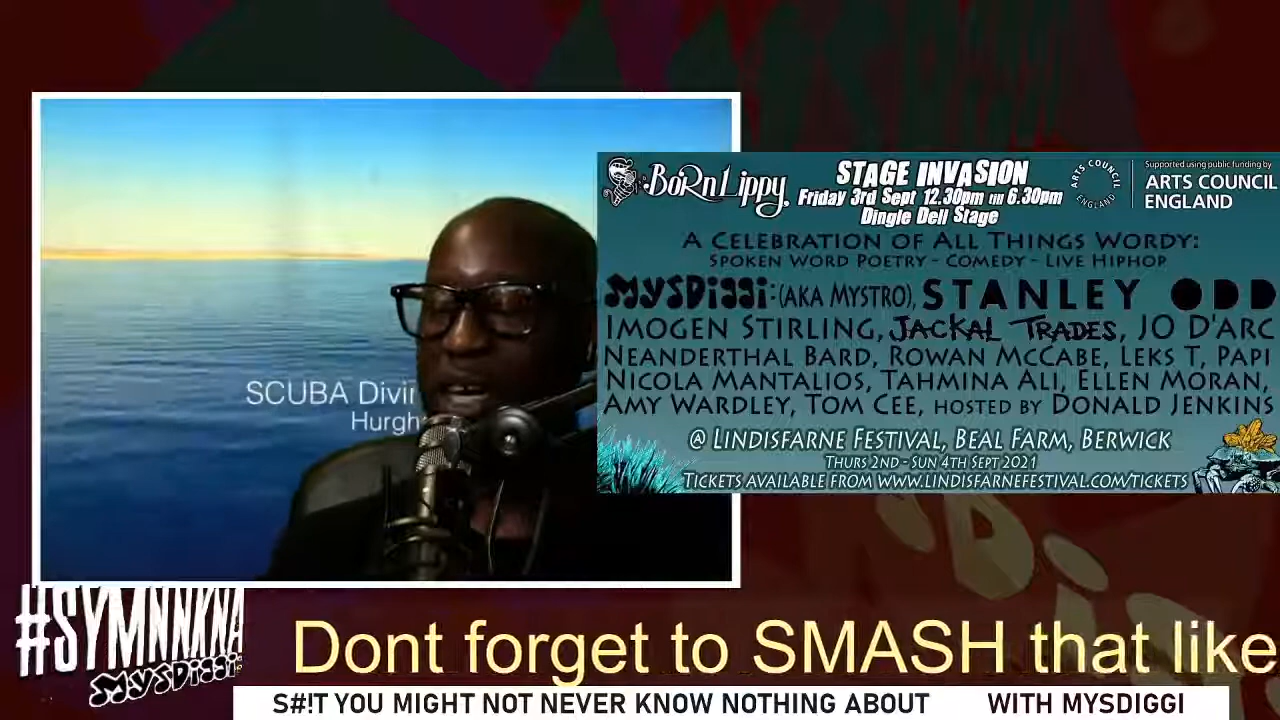 BoRn Lippy
STAGE INVASION
Friday 3rd Sept 12.30pm till 6.30pm
Dingle Dell Stage
ARTS COUNCIL ENGLAND
Supported using public funding by
ARTS COUNCIL
ENGLAND
A CELEBRATION OF ALL THINGS WORDY:
SPOKEN WORD POETRY - COMEDY - LIVE HIPHOP
MYSDiggi: (AKA MYSTRO), STANLEY ODD
IMOGEN STIRLING, JACKAL TRADES, JO D'ARC
NEANDERTHAL BARD, ROWAN MCCABE, LEKS T, PAPI
NICOLA MANTALIOS, TAHMINA ALI, ELLEN MORAN,
AMY WARDLEY, TOM CEE, HOSTED BY DONALD JENKINS
@ LINDISFARNE FESTIVAL, BEAL FARM, BERWICK
THURS 2ND - SUN 4TH SEPT 2021
TICKETS AVAILABLE FROM WWW.LINDISFARNEFESTIVAL.COM/TICKETS
SCUBA Divin
Hurgh
#SYMNNKNA
MYSDiggi
Dont forget to SMASH that like
S#!T YOU MIGHT NOT NEVER KNOW NOTHING ABOUT WITH MYSDIGGI